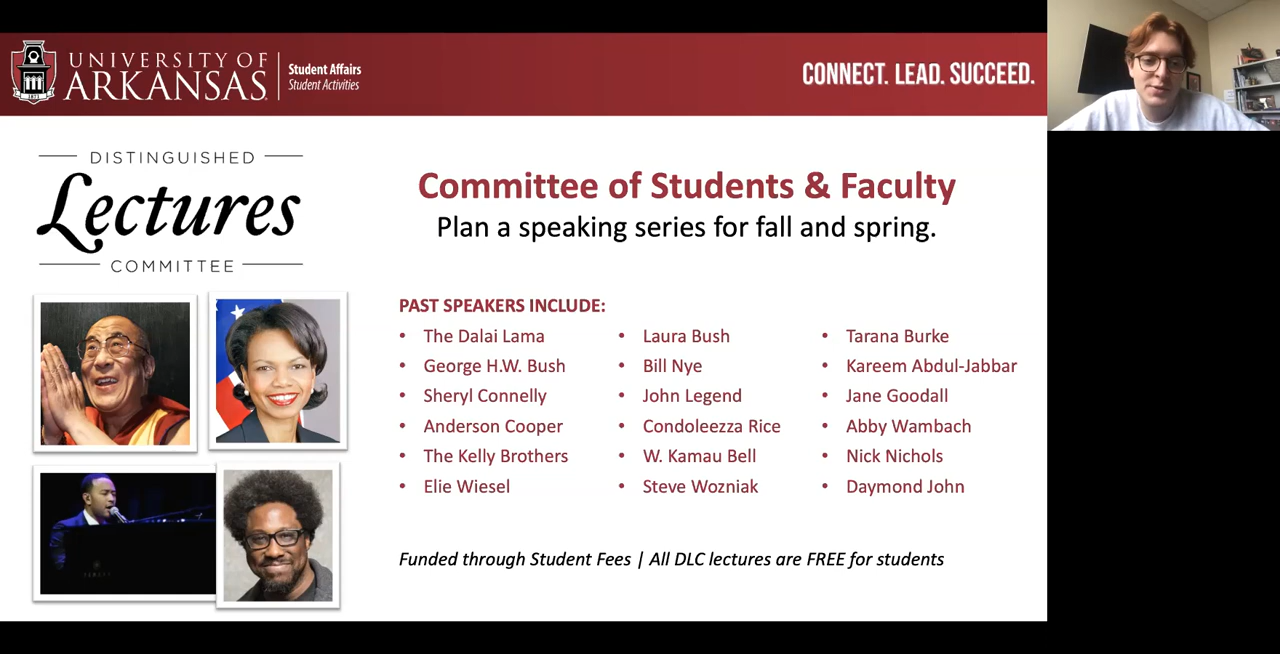 UNIVERSITY OF
ARKANSAS
Student Affairs
Student Activities
CONNECT. LEAD. SUCCEED.
1871
DISTINGUISHED
Lectures
COMMITTEE
Committee of Students & Faculty
Plan a speaking series for fall and spring.
PAST SPEAKERS INCLUDE:
• The Dalai Lama
• George H.W. Bush
• Sheryl Connelly
• Anderson Cooper
• The Kelly Brothers
• Elie Wiesel
• Laura Bush
• Bill Nye
• John Legend
• Condoleezza Rice
• W. Kamau Bell
• Steve Wozniak
• Tarana Burke
• Kareem Abdul-Jabbar
• Jane Goodall
• Abby Wambach
• Nick Nichols
• Daymond John
Funded through Student Fees | All DLC lectures are FREE for students